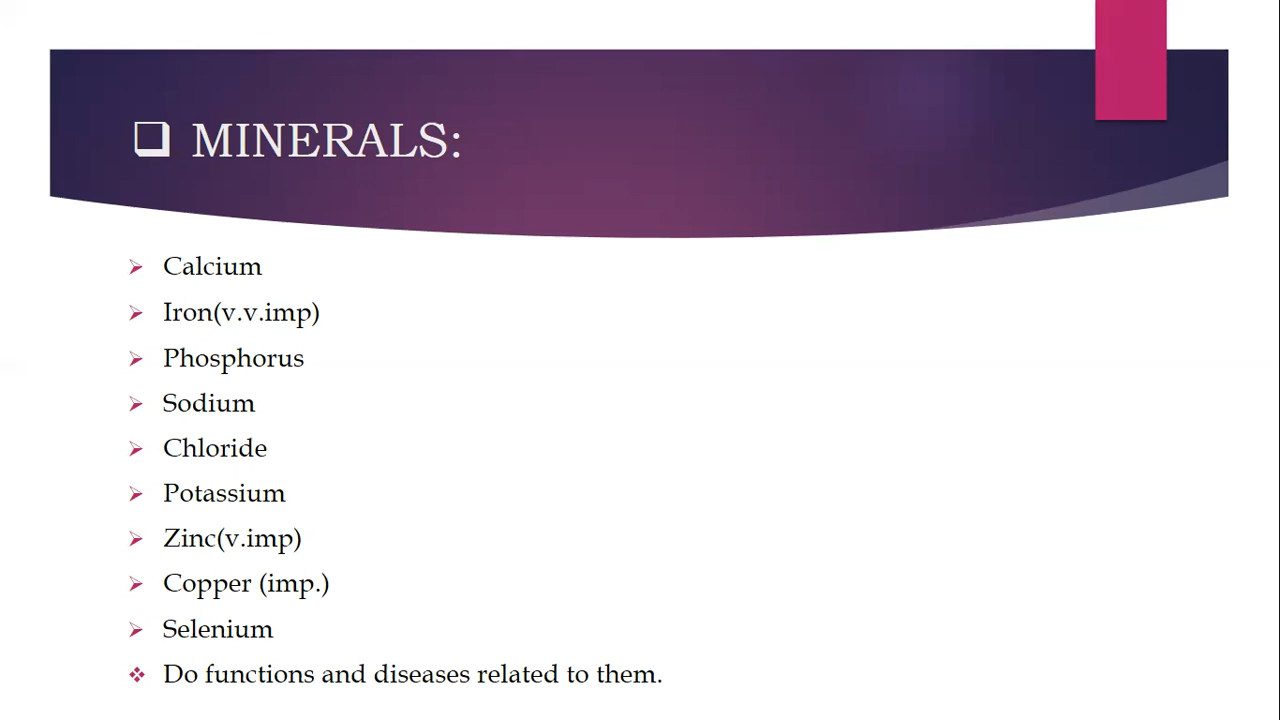 MINERALS:
Calcium
Iron(v.v.imp)
Phosphorus
Sodium
Chloride
Potassium
Zinc(v.imp)
Copper (imp.)
Selenium
Do functions and diseases related to them.